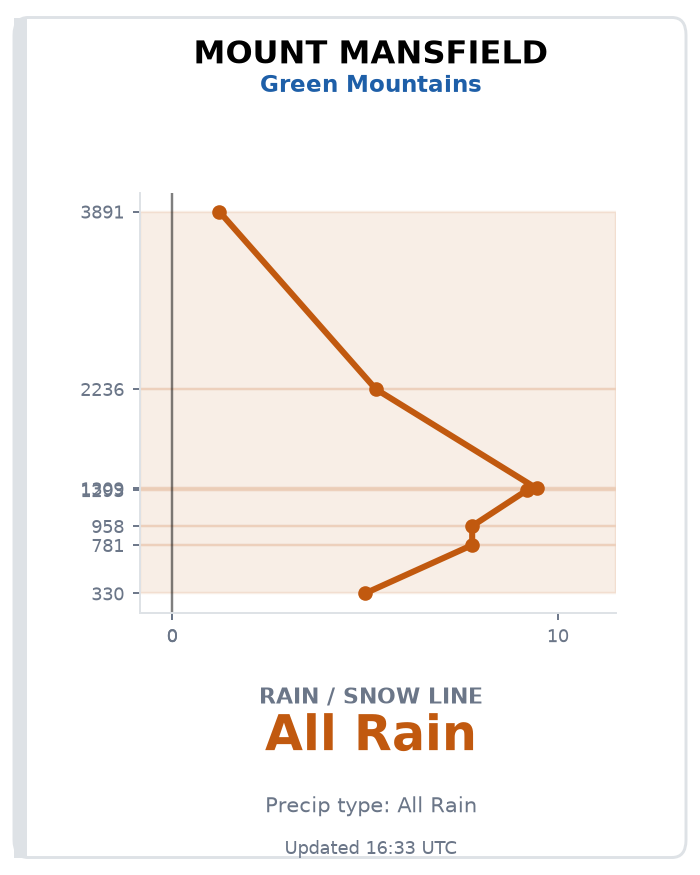 MOUNT MANSFIELD
Green Mountains
3891
2236
958
781
330
0
10
RAIN / SNOW LINE
All Rain
Precip type: All Rain
Updated 16:33 UTC